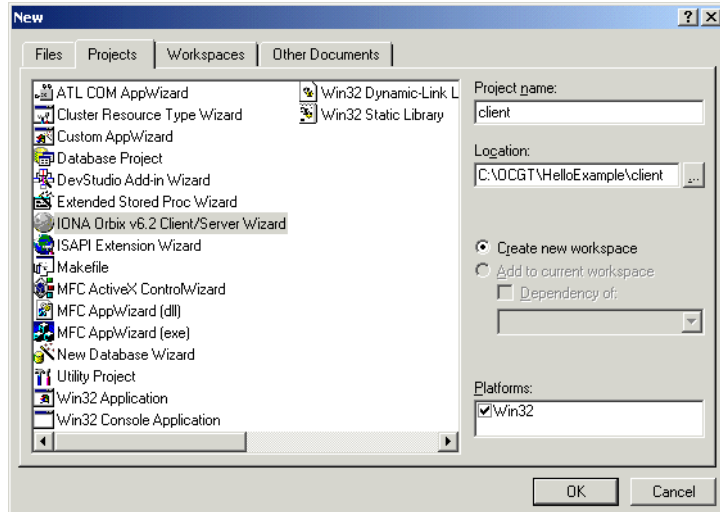 New
Files Projects Workspaces Other Documents
ATL COM AppWizard
Cluster Resource Type Wizard
Custom AppWizard
Database Project
DevStudio Add-in Wizard
Extended Stored Proc Wizard
IONA Orbix v6.2 Client/Server Wizard
ISAPI Extension Wizard
Makefile
MFC ActiveX ControlWizard
MFC AppWizard (dll)
MFC AppWizard (exe)
New Database Wizard
Utility Project
Win32 Application
Win32 Console Application
Win32 Dynamic-Link L
Win32 Static Library
Project name:
client
Location:
C:\OCGT\HelloExample\client
...
Create new workspace
Add to current workspace
Dependency of:
Platforms:
Win32
OK Cancel